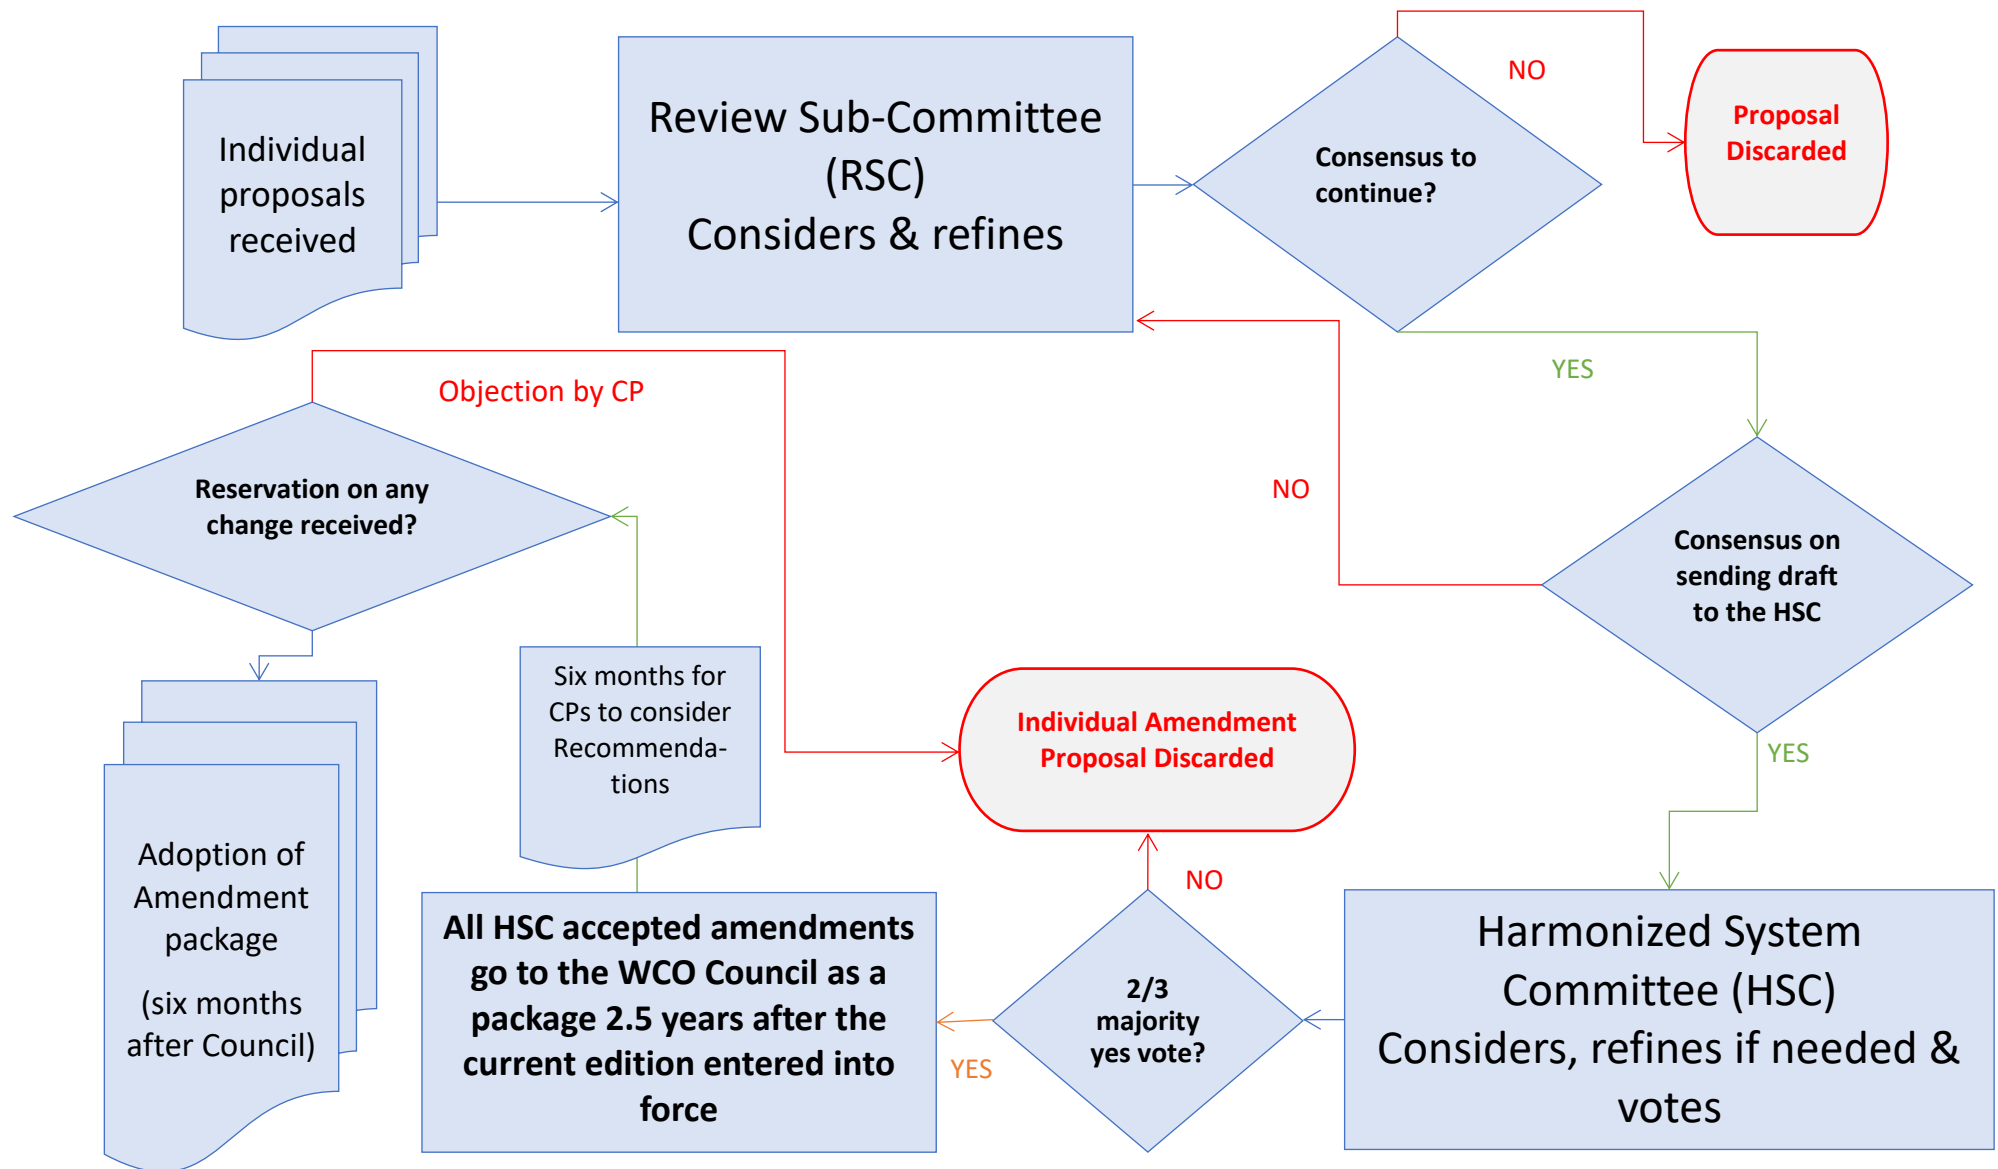 Individual
proposals
received
Review Sub-Committee
(RSC)
Considers & refines
Consensus to
continue?
NO
Proposal
Discarded
YES
Consensus on
sending draft
to the HSC
NO
YES
Harmonized System
Committee (HSC)
Considers, refines if needed &
votes
2/3
majority
yes vote?
NO
Individual Amendment
Proposal Discarded
YES
All HSC accepted amendments
go to the WCO Council as a
package 2.5 years after the
current edition entered into
force
Six months for
CPs to consider
Recommenda-
tions
Reservation on any
change received?
Objection by CP
Adoption of
Amendment
package
(six months
after Council)